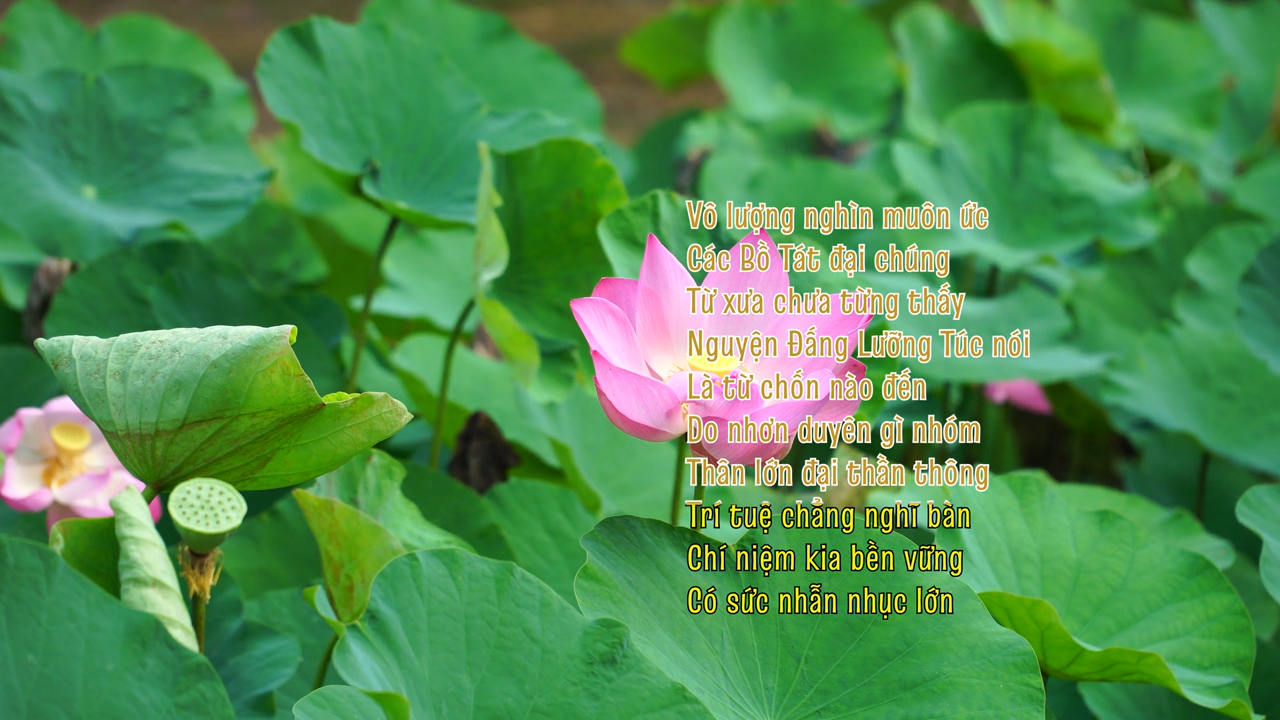 Vô lượng nghìn muôn ức
Các Bồ Tát đại chúng
Từ xưa chưa từng thấy
Nguyện Đấng Lưỡng Túc nói
Là từ chốn nào đến
Do nhơn duyên gì nhóm
Thân lớn đại thần thông
Trí tuệ chẳng nghĩ bàn
Chí niệm kia bền vững
Có sức nhẫn nhục lớn